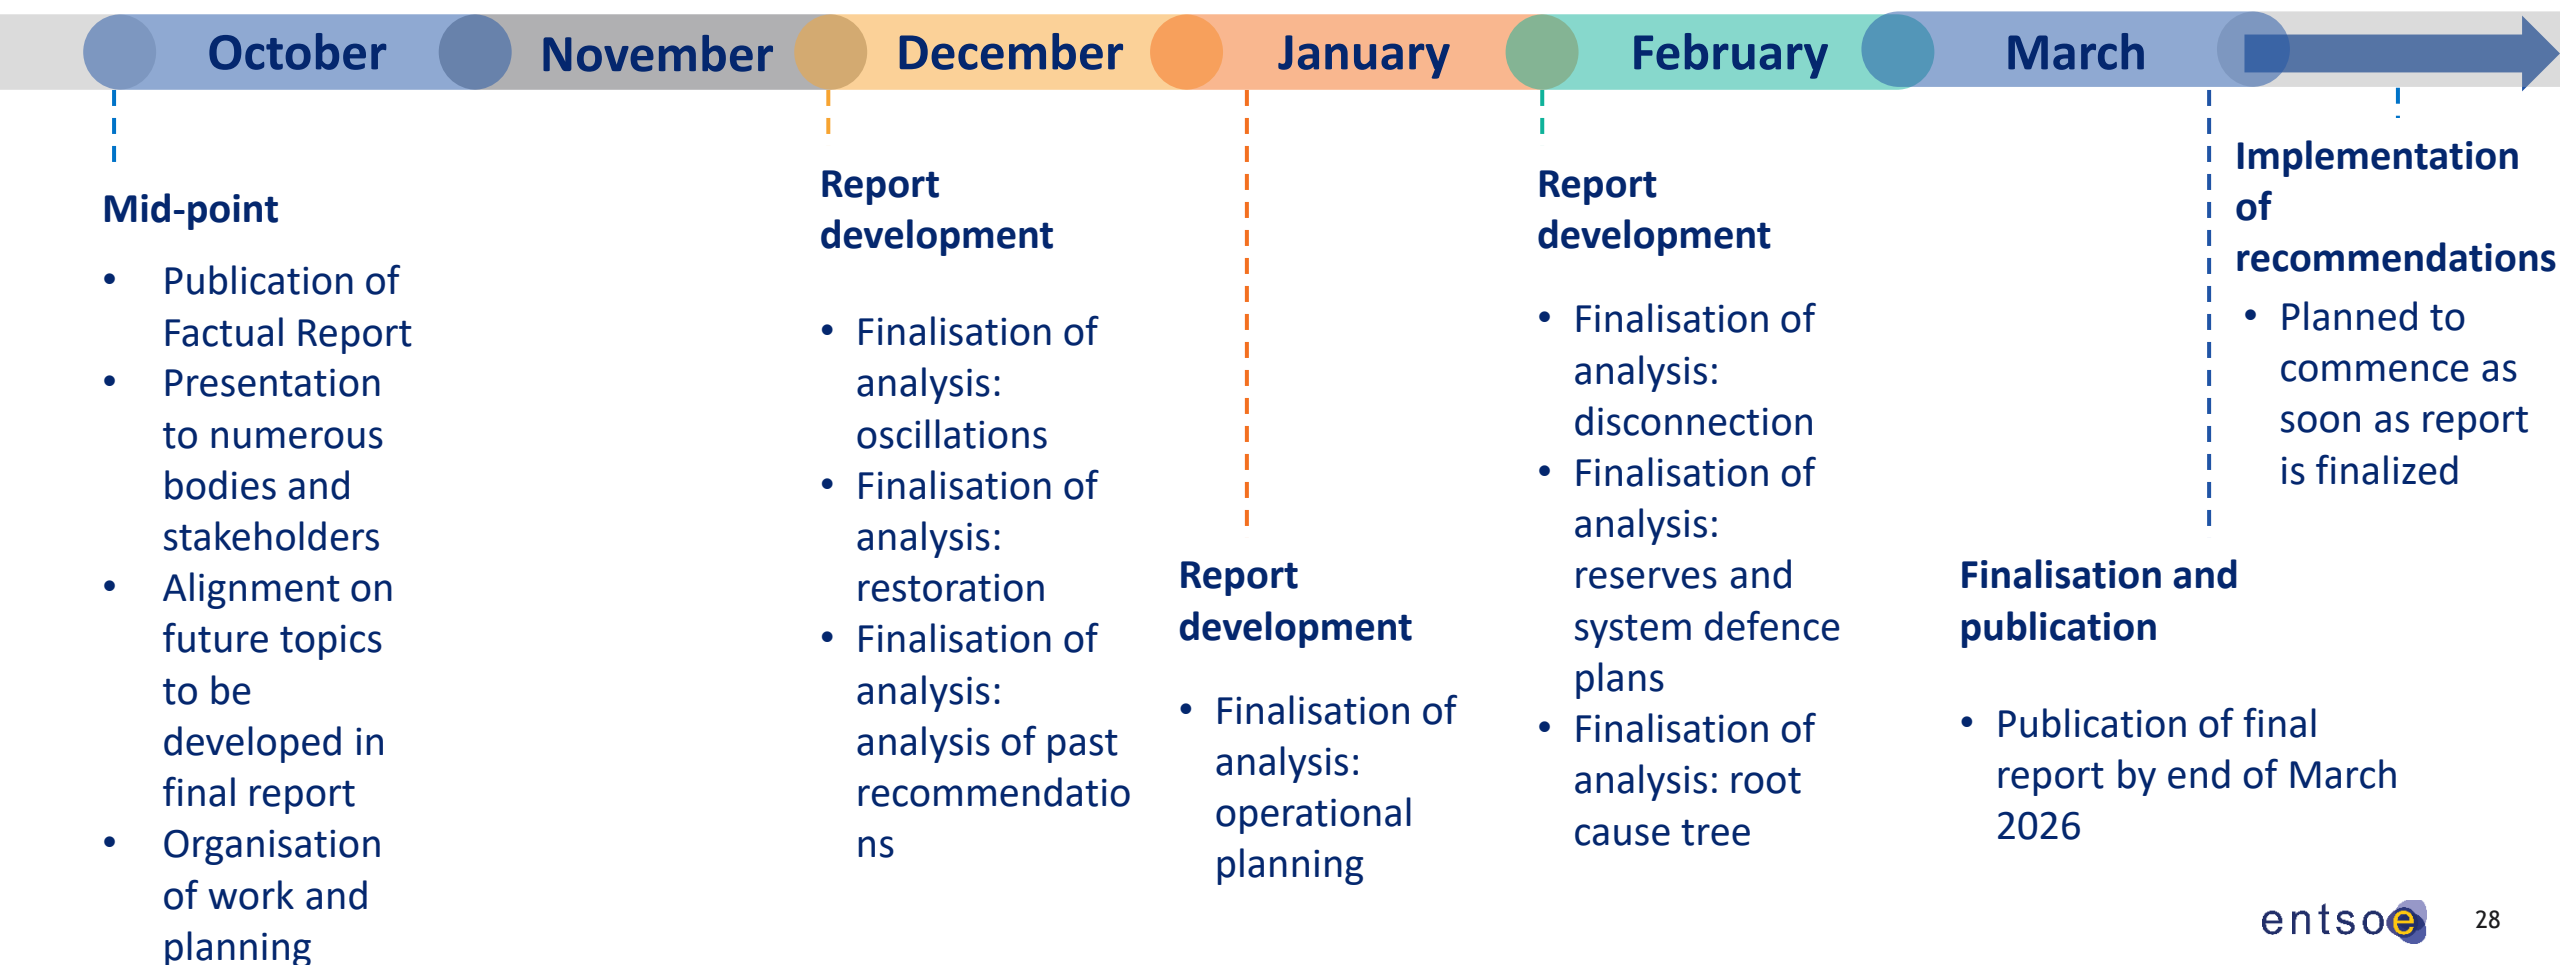 October
November
December
January
February
March
Mid-point
• Publication of
Factual Report
• Presentation
to numerous
bodies and
stakeholders
• Alignment on
future topics
to be
developed in
final report
• Organisation
of work and
planning
Report
development
• Finalisation of
analysis:
oscillations
• Finalisation of
analysis:
restoration
• Finalisation of
analysis:
analysis of past
recommendatio
ns
Report
development
• Finalisation of
analysis:
operational
planning
Report
development
• Finalisation of
analysis:
disconnection
• Finalisation of
analysis:
reserves and
system defence
plans
• Finalisation of
analysis: root
cause tree
Finalisation and
publication
• Publication of final
report by end of March
2026
Implementation
of
recommendations
• Planned to
commence as
soon as report
is finalized
entsoe
28